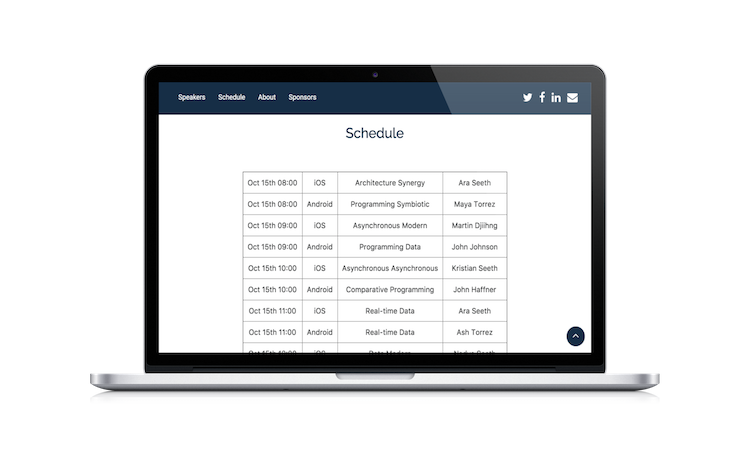 Speakers Schedule About Sponsors
Schedule
Oct 15th 08:00 iOS Architecture Synergy Ara Seeth
Oct 15th 08:00 Android Programming Symbiotic Maya Torrez
Oct 15th 09:00 iOS Asynchronous Modern Martin Djiihng
Oct 15th 09:00 Android Programming Data John Johnson
Oct 15th 10:00 iOS Asynchronous Asynchronous Kristian Seeth
Oct 15th 10:00 Android Comparative Programming John Haffner
Oct 15th 11:00 iOS Real-time Data Ara Seeth
Oct 15th 11:00 Android Real-time Data Ash Torrez